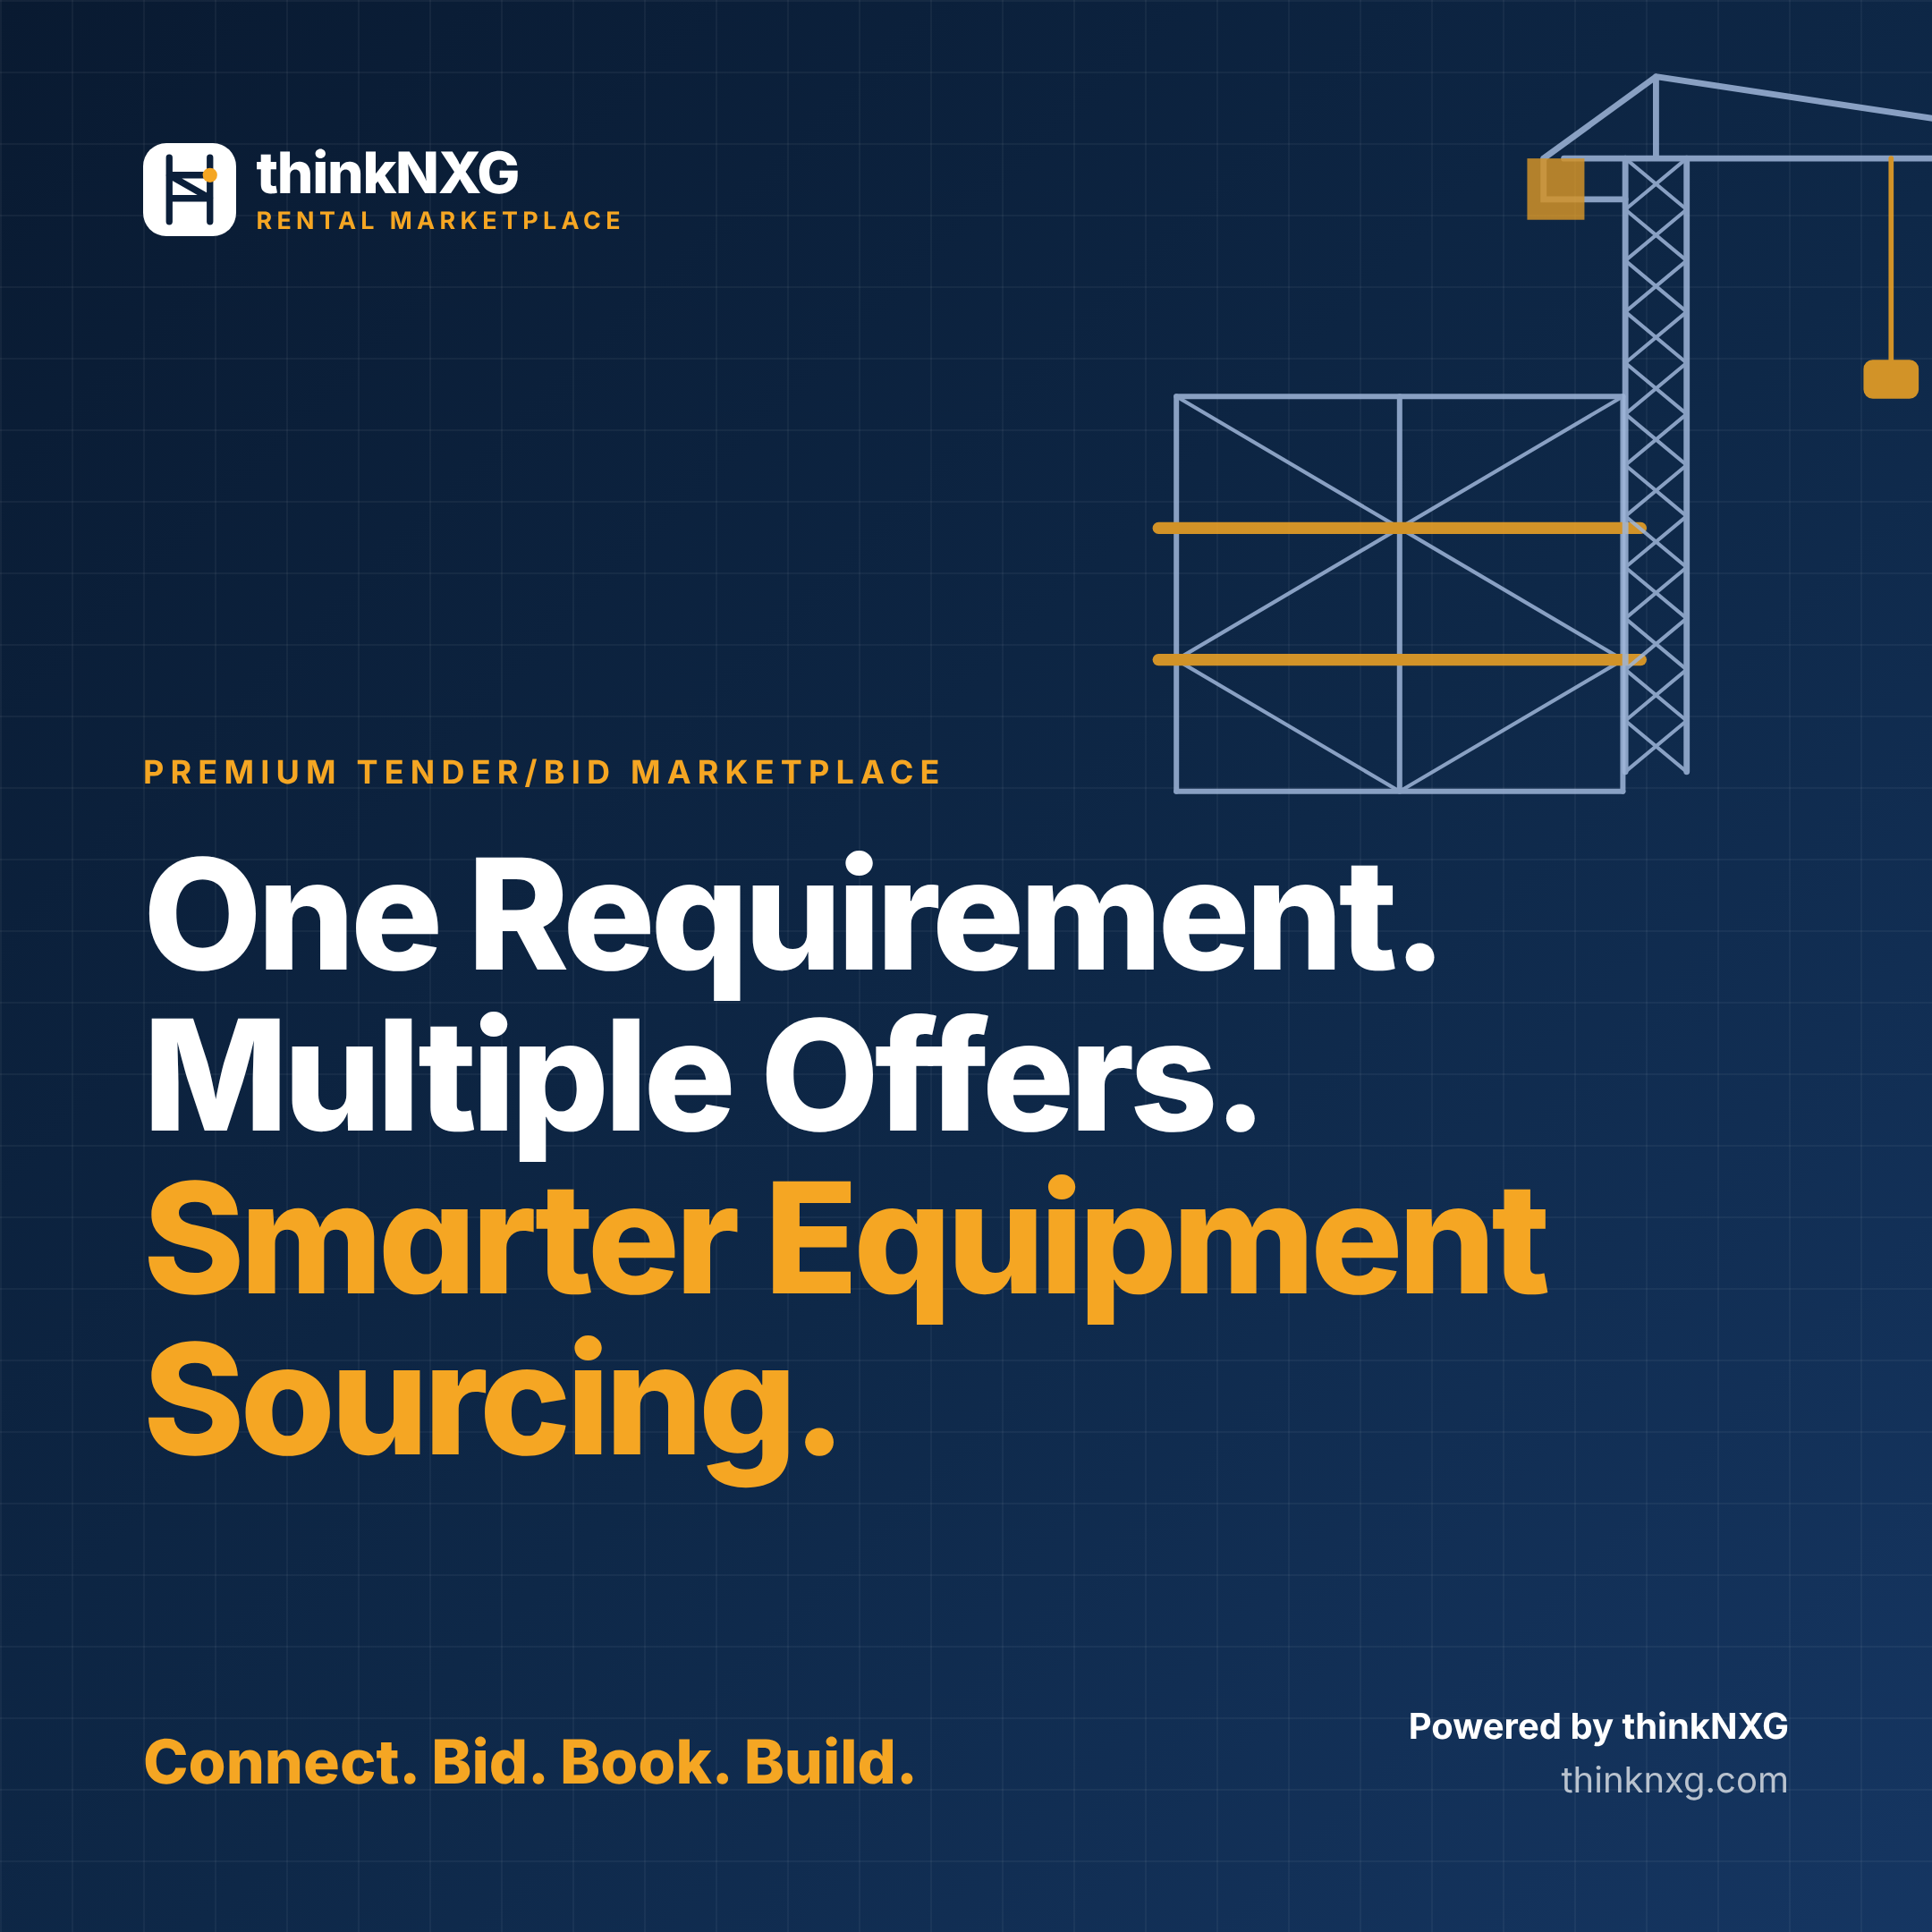 thinkNXG
RENTAL MARKETPLACE
PREMIUM TENDER/BID MARKETPLACE
One Requirement.
Multiple Offers.
Smarter Equipment
Sourcing.
Connect. Bid. Book. Build.
Powered by thinkNXG
thinknxg.com